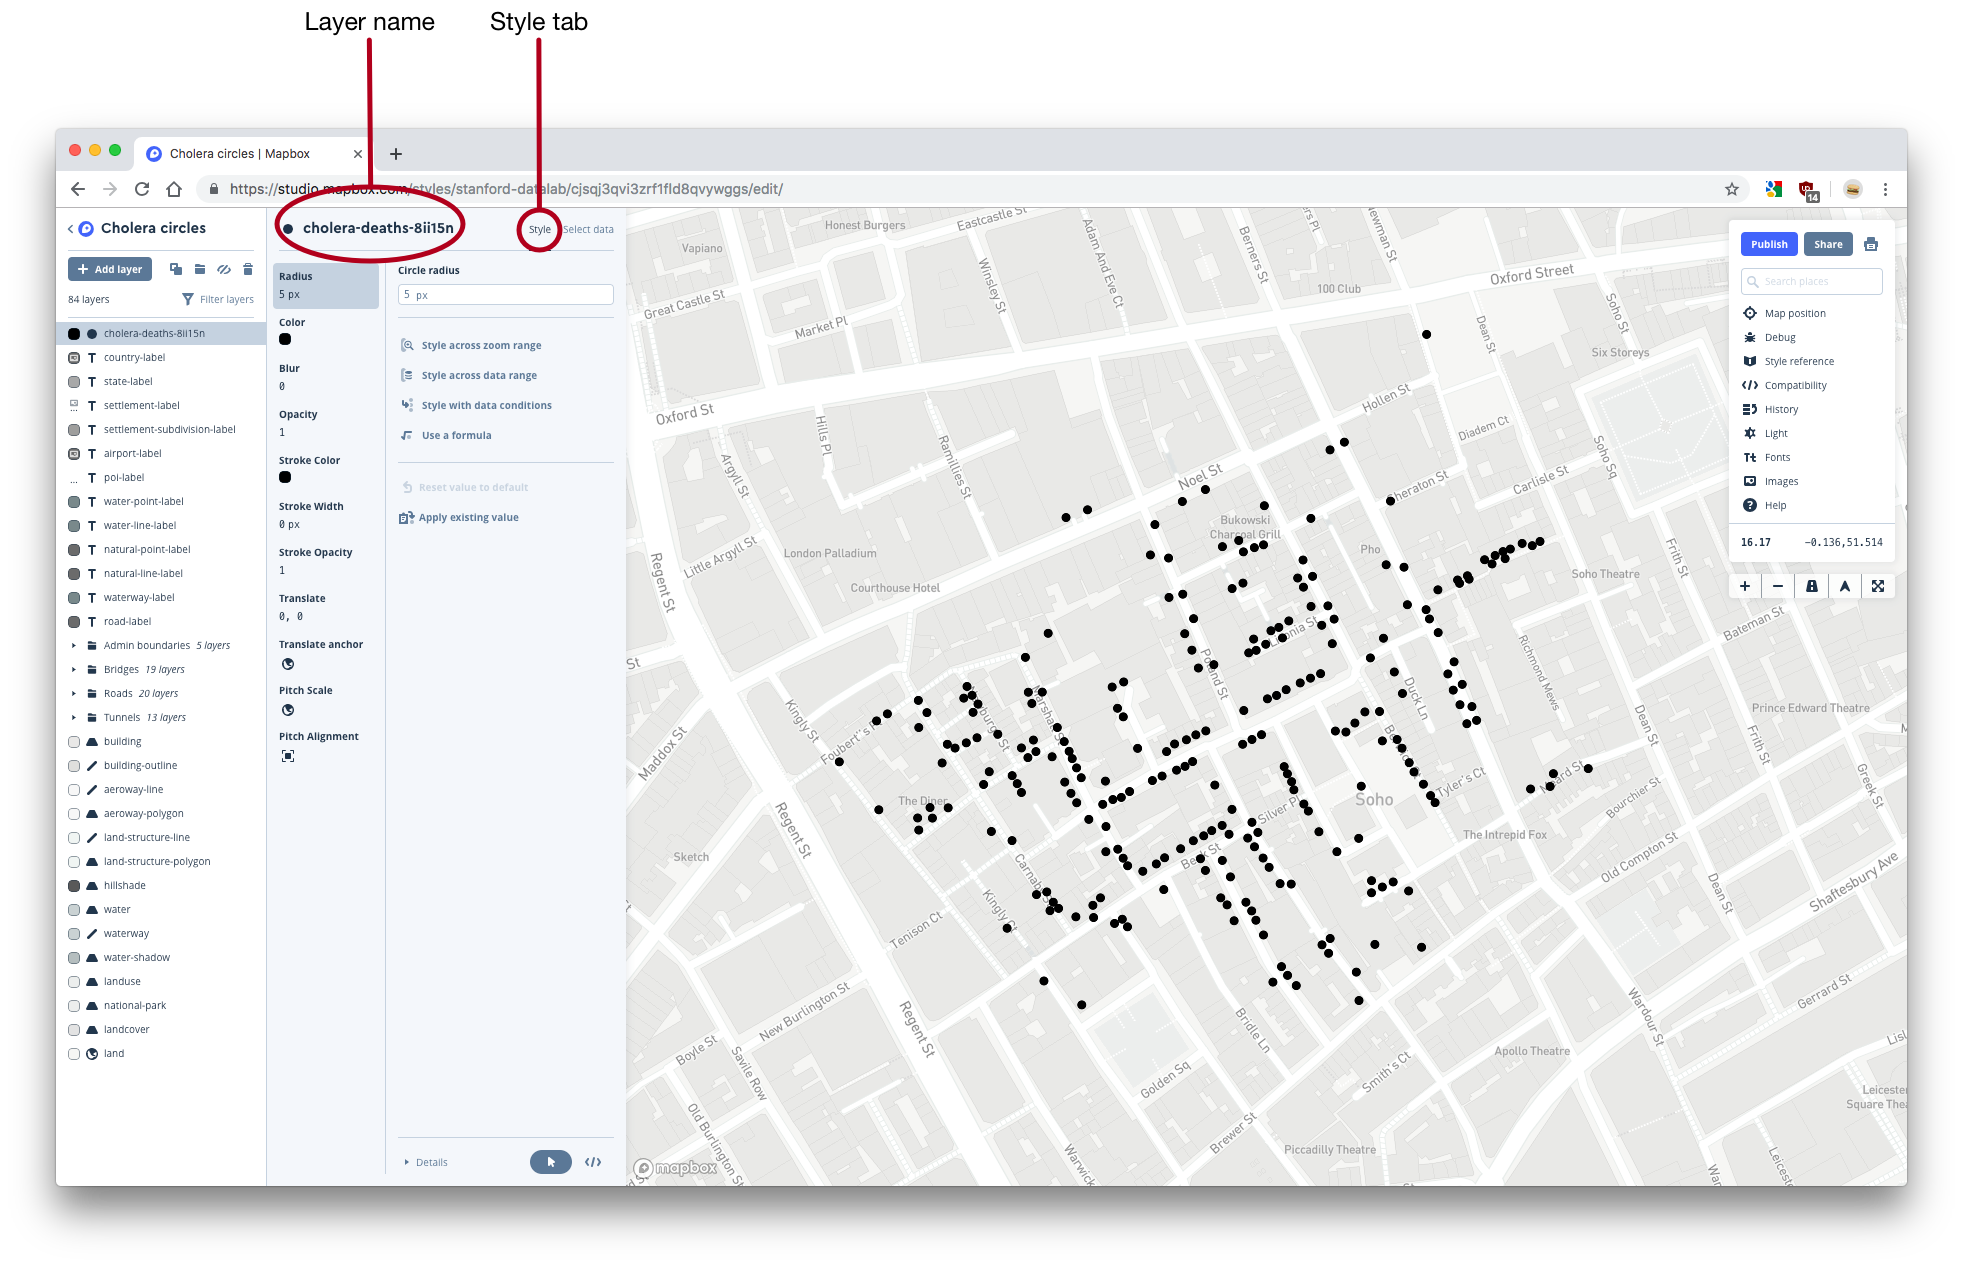 Layer name
Style tab
Cholera circles | Mapbox
https://studio.mapbox.com/styles/stanford-datalab/cjsqj3qvi3zrf1fld8qvywggs/edit/
14
Cholera circles
Add layer
84 layers
Filter layers
cholera-deaths-8ii15n
country-label
state-label
settlement-label
settlement-subdivision-label
airport-label
poi-label
water-point-label
water-line-label
natural-point-label
natural-line-label
waterway-label
road-label
Admin boundaries 5 layers
Bridges 19 layers
Roads 20 layers
Tunnels 13 layers
building
building-outline
aeroway-line
aeroway-polygon
land-structure-line
land-structure-polygon
hillshade
water
waterway
water-shadow
landuse
national-park
landcover
land
cholera-deaths-8ii15n
Style
Select data
Radius
5 px
Color
Blur
0
Opacity
1
Stroke Color
Stroke Width
0 px
Stroke Opacity
1
Translate
0, 0
Translate anchor
Pitch Scale
Pitch Alignment
Circle radius
5 px
Style across zoom range
Style across data range
Style with data conditions
Use a formula
Reset value to default
Apply existing value
Details
Publish
Share
Search places
Map position
Debug
Style reference
Compatibility
History
Light
Fonts
Images
Help
16.17
-0.136,51.514
Vapiano
Honest Burgers
Eastcastle St
Adam And Eve Ct
Berners St
Newman St
Winsley St
Great Castle St
Market Pl
100 Club
Oxford Street
Soho St
Dean St
Six Storeys
Oxford St
Hills Pl
Ramillies St
Argyll St
Hollen St
Diadem Ct
Soho Sq
Noel St
Sheraton St
Carlisle St
Bukowski
Charcoal Grill
London Palladium
Little Argyll St
Regent St
Courthouse Hotel
Pho
Soho Theatre
Frith St
Bateman St
Richmond Mews
Poland St
Duck Ln
Kingly St
Maddox St
Prince Edward Theatre
Dean St
Frith St
Greek St
Meard St
Bourchier St
Tyler's Ct
Silver Pl
Soho
The Diner
The Intrepid Fox
Old Compton St
Shaftesbury Ave
Dean St
Regent St
Sketch
Beak St
Kingly Ct
Tenison Ct
New Burlington St
Boyle St
Savile Row
Regent St
Old Burlington St
Golden Sq
Bridle Ln
Smith's Ct
Brewer St
Apollo Theatre
Wardour St
Gerrard St
Piccadilly Theatre
Leicester
mapbox